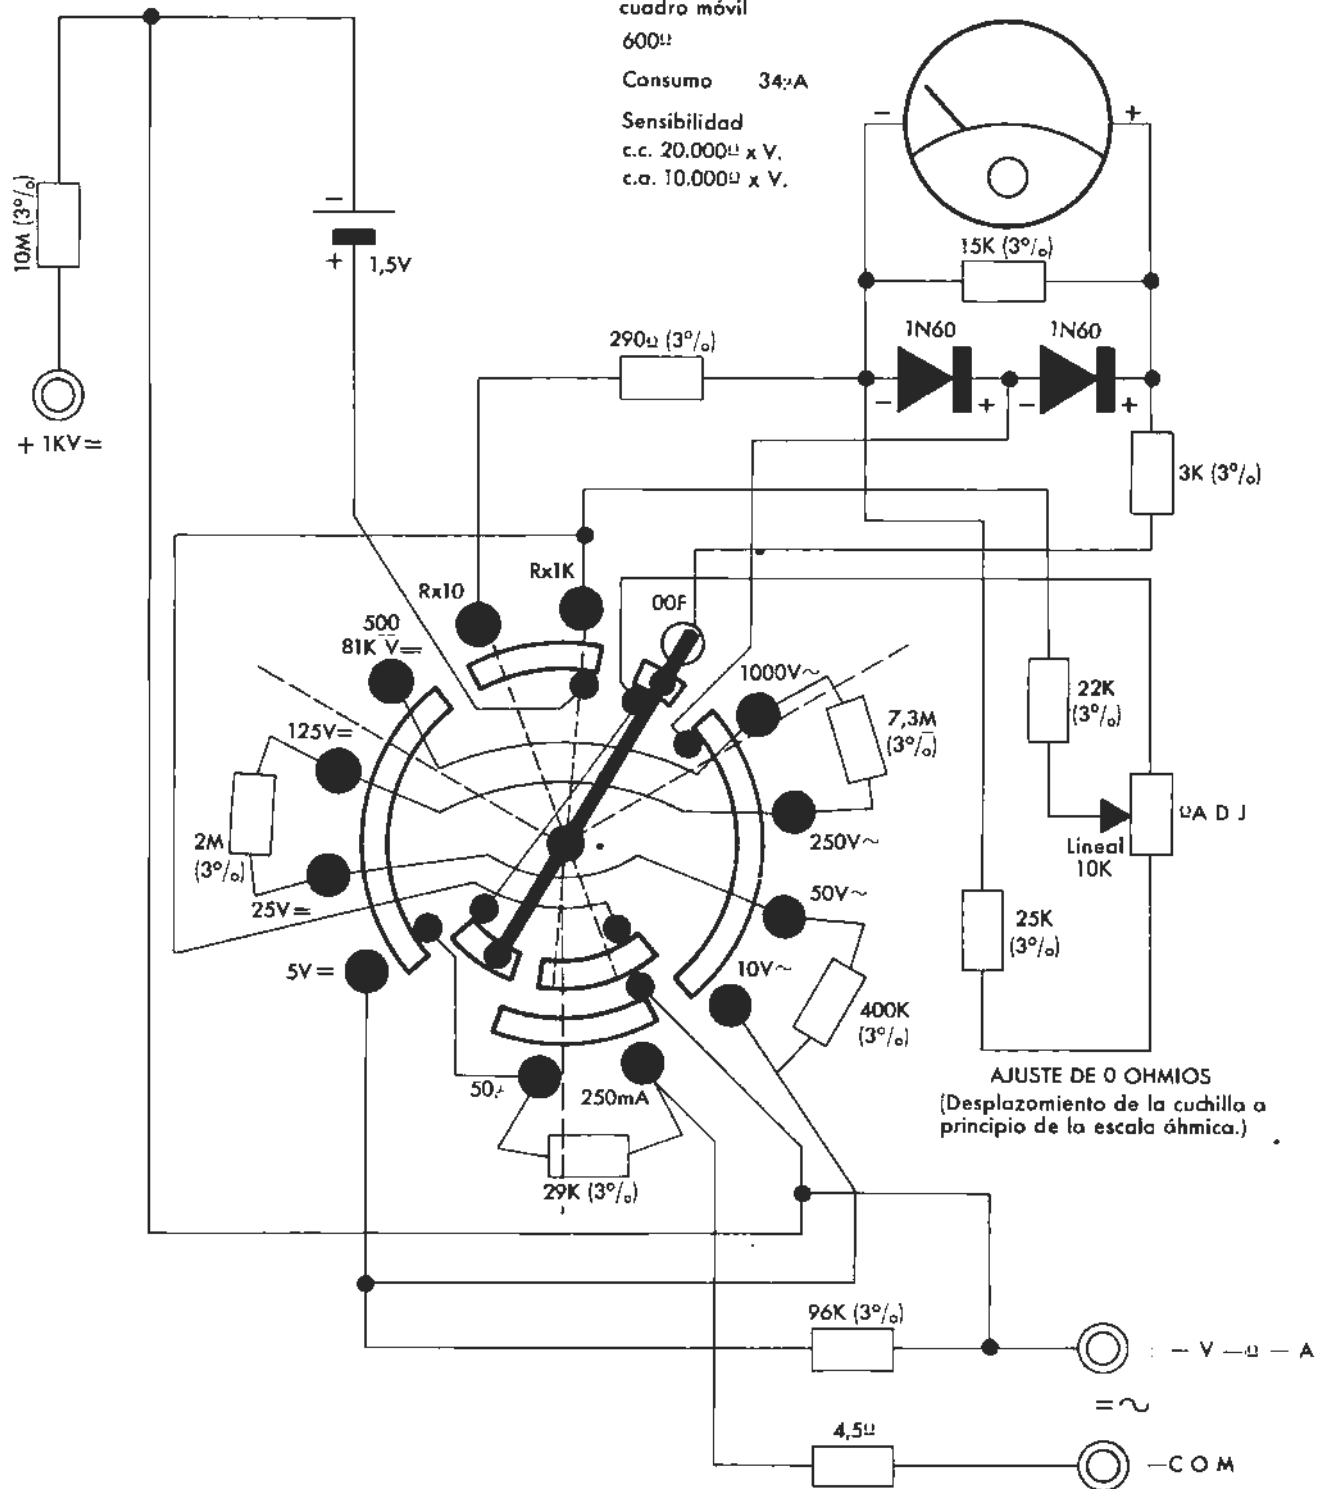 cuadro móvil
600Ω
Consumo 34µA
Sensibilidad
c.c. 20.000Ω x V.
c.a. 10.000Ω x V.
- +
10M (3%)
-
+ 1,5V
15K (3%)
1N60 1N60
290Ω (3%)
- + - +
+ 1KV=
3K (3%)
Rx1K
Rx10
00F
500
81K V=
1000V~
22K
(3%)
7,3M
(3%)
125V=
ΩA D J
2M
(3%)
250V~
Lineal
10K
25V=
50V~
25K
(3%)
5V=
10V~
400K
(3%)
AJUSTE DE 0 OHMIOS
(Desplazomiento de la cuchilla a
principio de la escala óhmica.)
50
250mA
29K (3%)
96K (3%)
- V - Ω - A
= ~
4,5Ω
-C O M